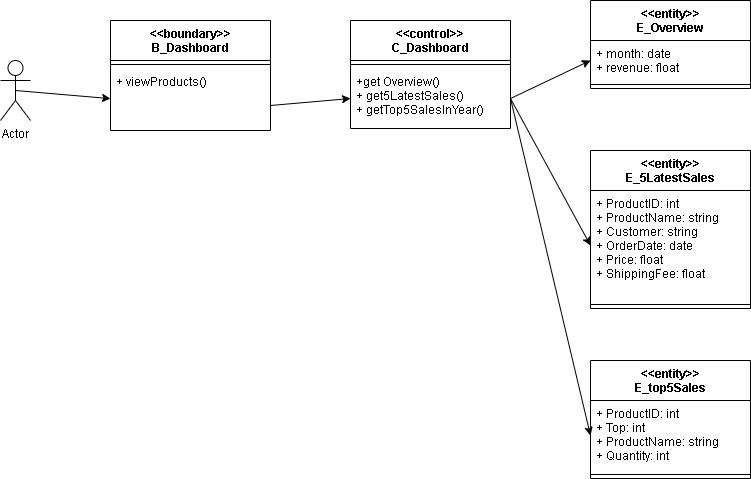 Actor
<<boundary>>
B_Dashboard
+ viewProducts()
<<control>>
C_Dashboard
+get Overview()
+ get5LatestSales()
+ getTop5SalesInYear()
<<entity>>
E_Overview
+ month: date
+ revenue: float
<<entity>>
E_5LatestSales
+ ProductID: int
+ ProductName: string
+ Customer: string
+ OrderDate: date
+ Price: float
+ ShippingFee: float
<<entity>>
E_top5Sales
+ ProductID: int
+ Top: int
+ ProductName: string
+ Quantity: int